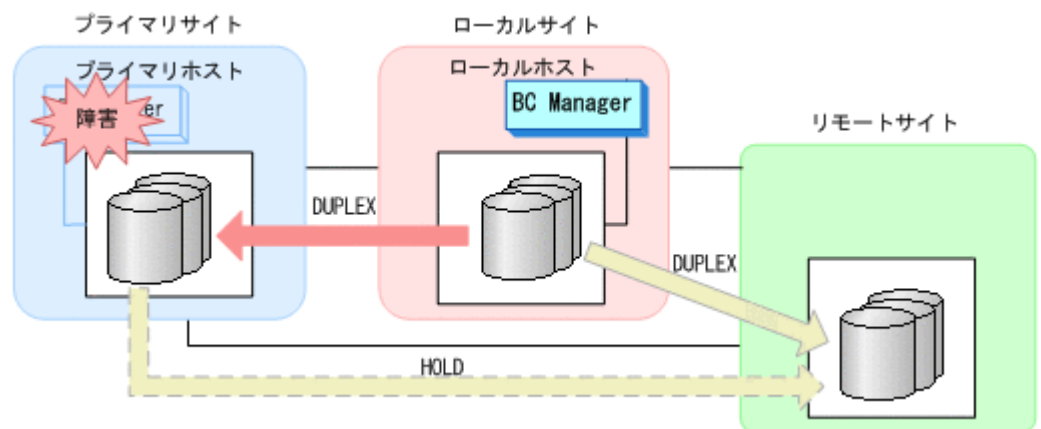 プライマリサイト
ローカルサイト
プライマリホスト
ローカルホスト
障害
er
BC Manager
リモートサイト
DUPLEX
DUPLEX
HOLD